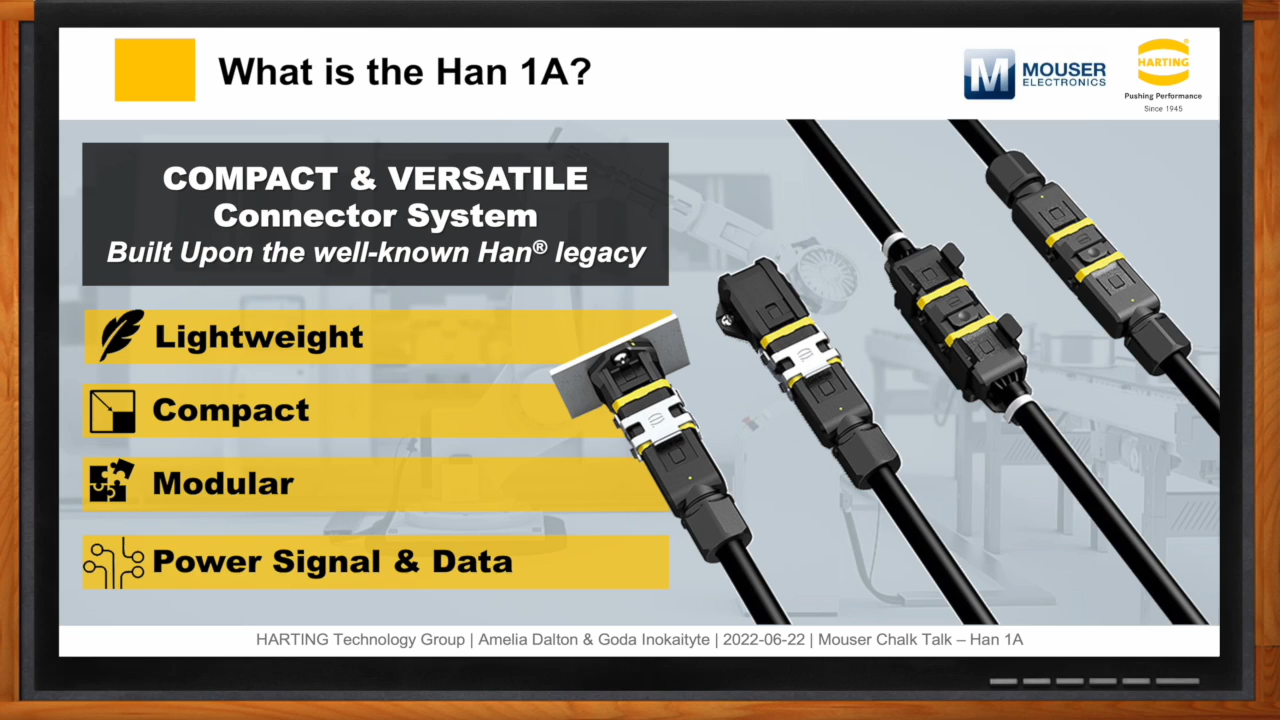 What is the Han 1A?
M MOUSER
ELECTRONICS
HARTING®
Pushing Performance
Since 1945
COMPACT & VERSATILE
Connector System
Built Upon the well-known Han® legacy
Lightweight
Compact
Modular
Power Signal & Data
HARTING Technology Group | Amelia Dalton & Goda Inokaityte | 2022-06-22 | Mouser Chalk Talk – Han 1A